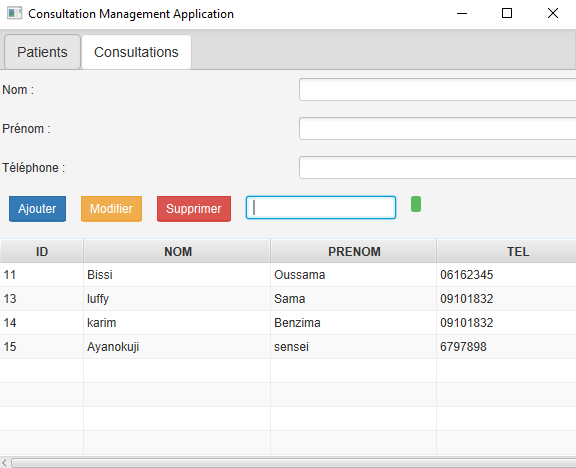 Consultation Management Application
Patients Consultations
Nom :
Prénom :
Téléphone :
Ajouter Modifier Supprimer
ID NOM PRENOM TEL
11 Bissi Oussama 06162345
13 luffy Sama 09101832
14 karim Benzima 09101832
15 Ayanokuji sensei 6797898